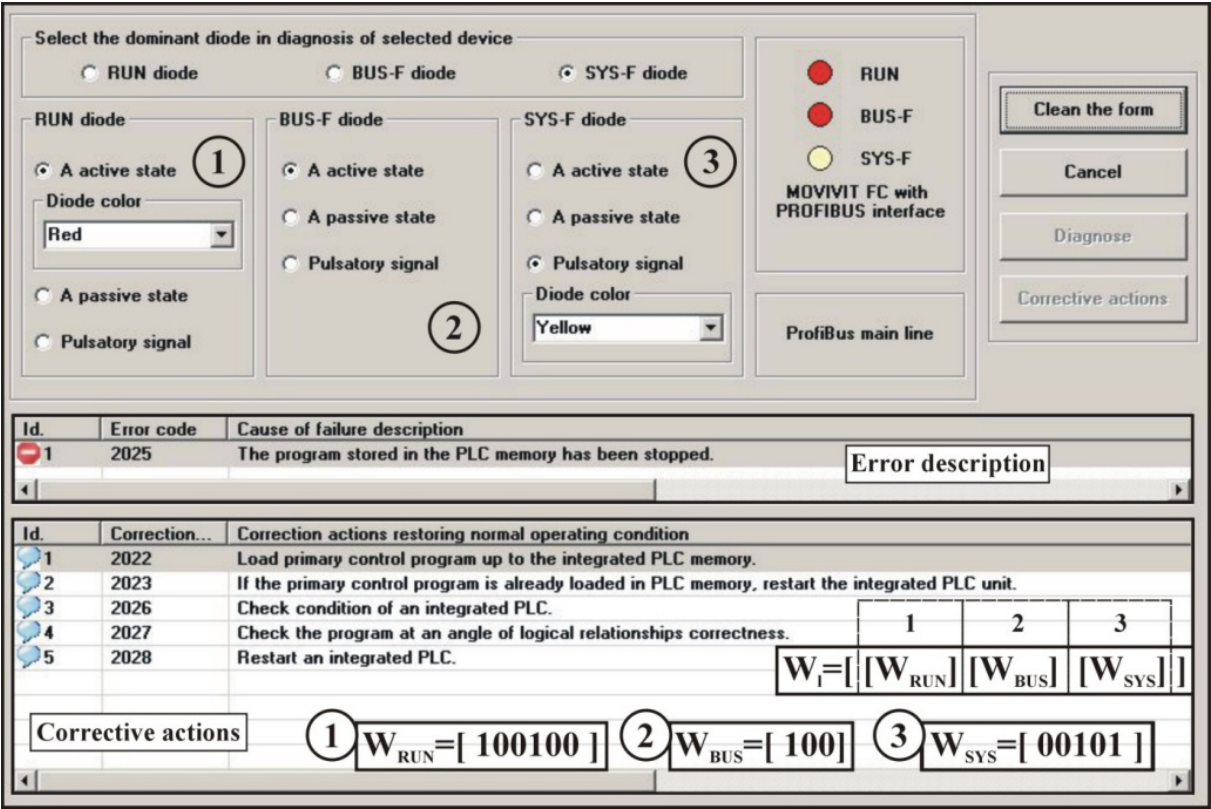 Select the dominant diode in diagnosis of selected device
RUN diode BUS-F diode SYS-F diode
RUN diode
1
A active state
Diode color
Red
A passive state
Pulsatory signal
BUS-F diode
A active state
A passive state
Pulsatory signal
2
SYS-F diode
3
A active state
A passive state
Pulsatory signal
Diode color
Yellow
RUN
BUS-F
SYS-F
MOVIVIT FC with
PROFIBUS interface
ProfiBus main line
Clean the form
Cancel
Diagnose
Corrective actions
Id. Error code Cause of failure description
1 2025 The program stored in the PLC memory has been stopped.
Error description
Id. Correction... Correction actions restoring normal operating condition
1 2022 Load primary control program up to the integrated PLC memory.
2 2023 If the primary control program is already loaded in PLC memory, restart the integrated PLC unit.
3 2026 Check condition of an integrated PLC.
4 2027 Check the program at an angle of logical relationships correctness.
5 2028 Restart an integrated PLC.
1 2 3
W_I=[ [W_RUN] [W_BUS] [W_SYS] ]
Corrective actions
1 W_RUN=[ 100100 ] 2 W_BUS=[ 100] 3 W_SYS=[ 00101 ]